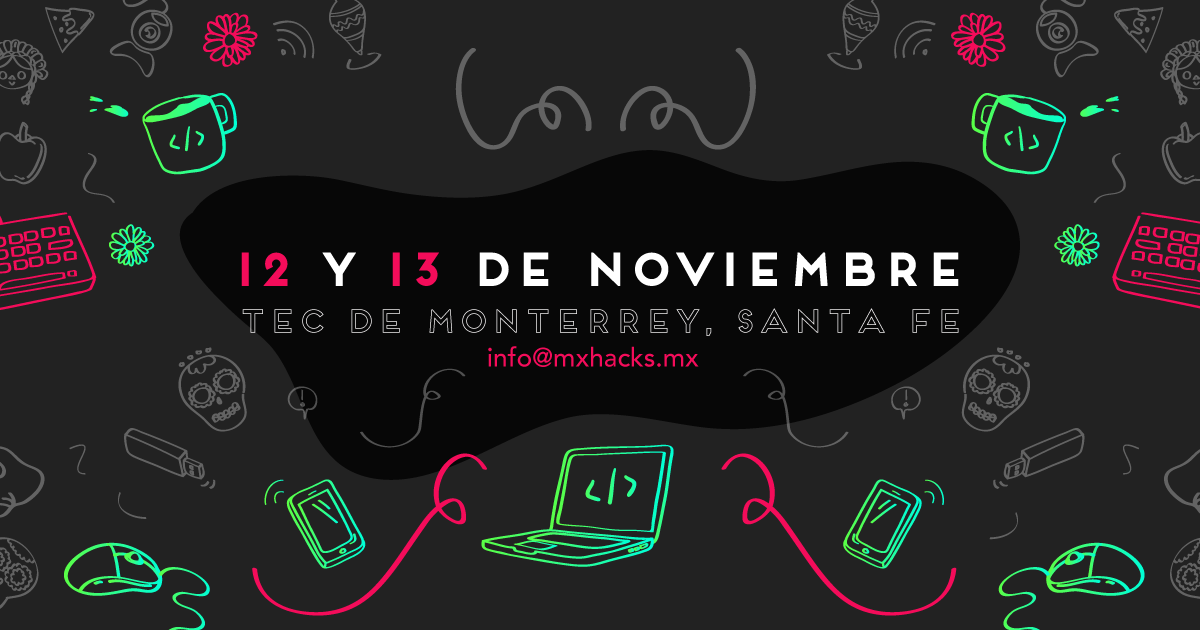 </>
</>
12 Y 13 DE NOVIEMBRE
TEC DE MONTERREY, SANTA FE
info@mxhacks.mx
!
!
</>